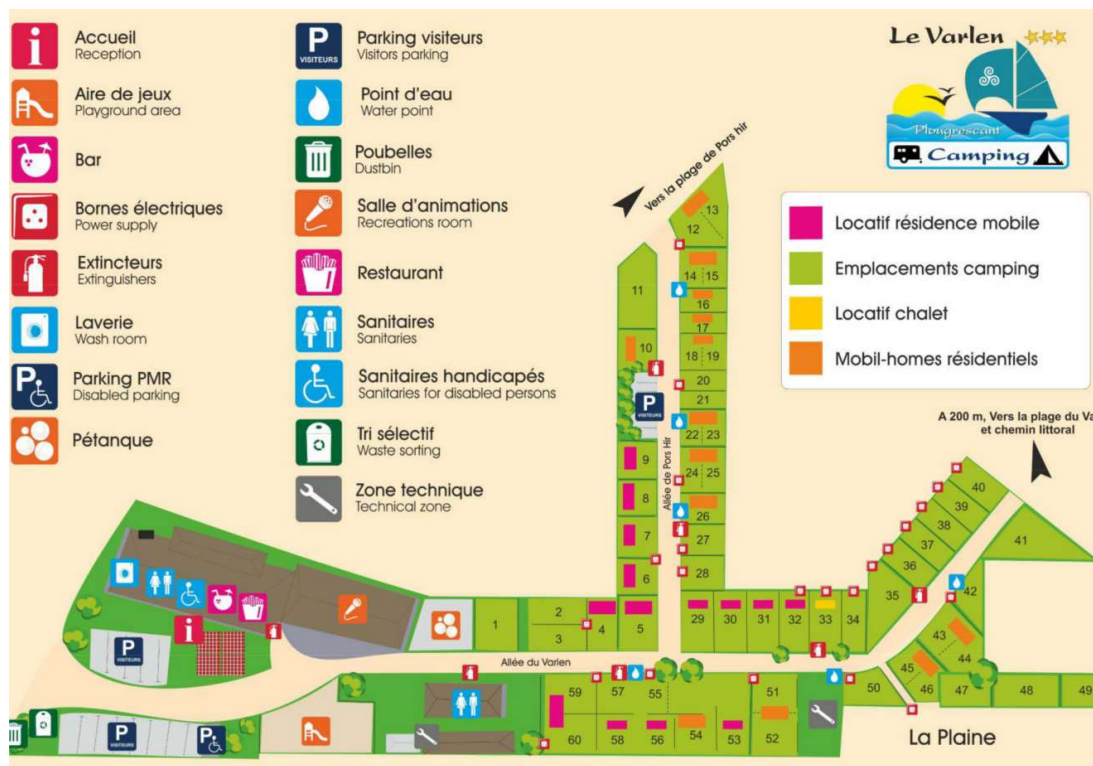 Accueil
Reception
Aire de jeux
Playground area
Bar
Bornes électriques
Power supply
Extincteurs
Extinguishers
Laverie
Wash room
Parking PMR
Disabled parking
Pétanque
P
VISITEURS
Parking visiteurs
Visitors parking
Point d'eau
Water point
Poubelles
Dustbin
Salle d'animations
Recreations room
Restaurant
Sanitaires
Sanitaries
Sanitaires handicapés
Sanitaries for disabled persons
Tri sélectif
Waste sorting
Zone technique
Technical zone
Le Varlen
Plougrescant
Camping
Locatif résidence mobile
Emplacements camping
Locatif chalet
Mobil-homes résidentiels
A 200 m, Vers la plage du Va
et chemin littoral
Vers la plage de Pors hir
13
12
14 15
16
17
18 19
20
21
22 23
24 25
26
27
28
11
10
P
VISITEURS
9
8
7
6
Allée de Pors Hir
40
39
38
37
36
35
41
42
43
44
45
46
47
48
49
50
1
2
3
4
5
29
30
31
32
33
34
Allée du Varlen
59
57
55
51
60
58
56
54
53
52
P
VISITEURS
P
VISITEURS
P
La Plaine